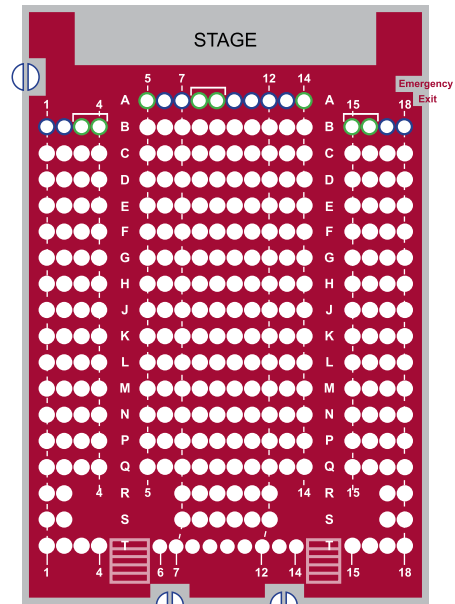 STAGE
5 7 12 14
Emergency
Exit
1 4 A A 15 18
B B
C C
D D
E E
F F
G G
H H
J J
K K
L L
M M
N N
P P
Q Q
4 R 5 14 R 15
S S
T T
1 4 6 7 12 14 15 18